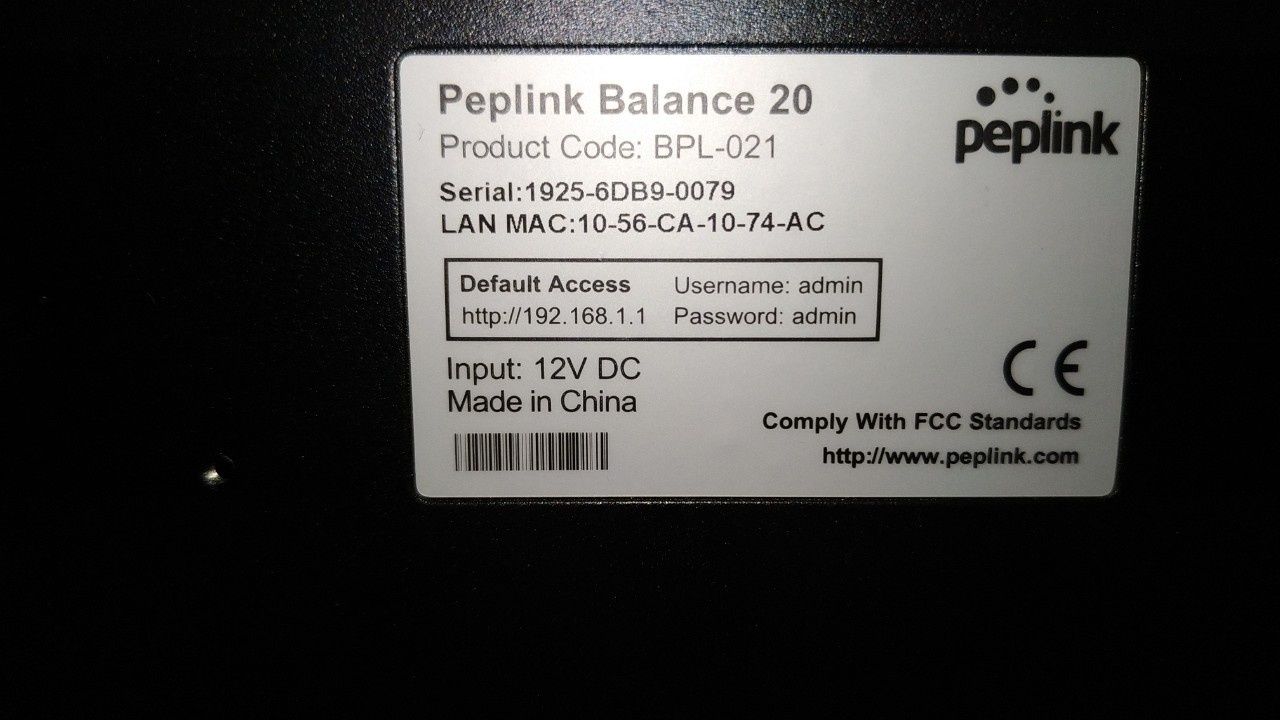 Peplink Balance 20
peplink
Product Code: BPL-021
Serial:1925-6DB9-0079
LAN MAC:10-56-CA-10-74-AC
Default Access Username: admin
http://192.168.1.1 Password: admin
Input: 12V DC
Made in China
CE
Comply With FCC Standards
http://www.peplink.com